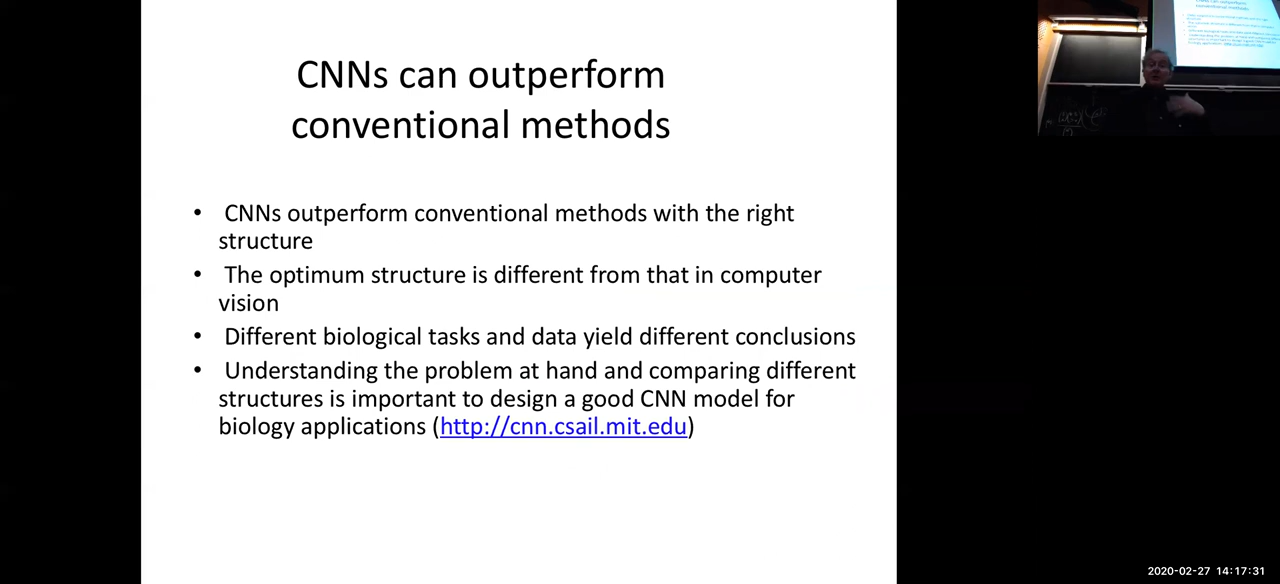 CNNs can outperform
conventional methods
• CNNs outperform conventional methods with the right
structure
• The optimum structure is different from that in computer
vision
• Different biological tasks and data yield different conclusions
• Understanding the problem at hand and comparing different
structures is important to design a good CNN model for
biology applications (http://cnn.csail.mit.edu)
2020-02-27 14:17:31